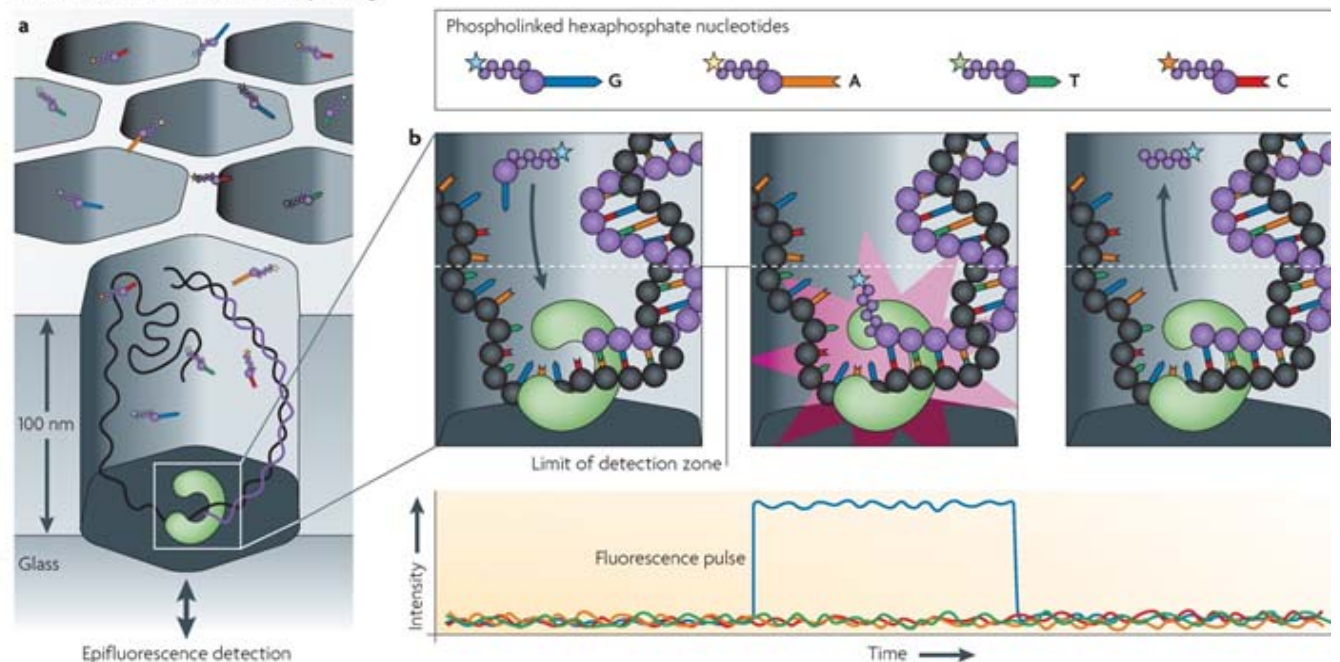 a
Phospholinked hexaphosphate nucleotides
G
A
T
C
b
100 nm
Glass
Epifluorescence detection
Limit of detection zone
Intensity
Fluorescence pulse
Time